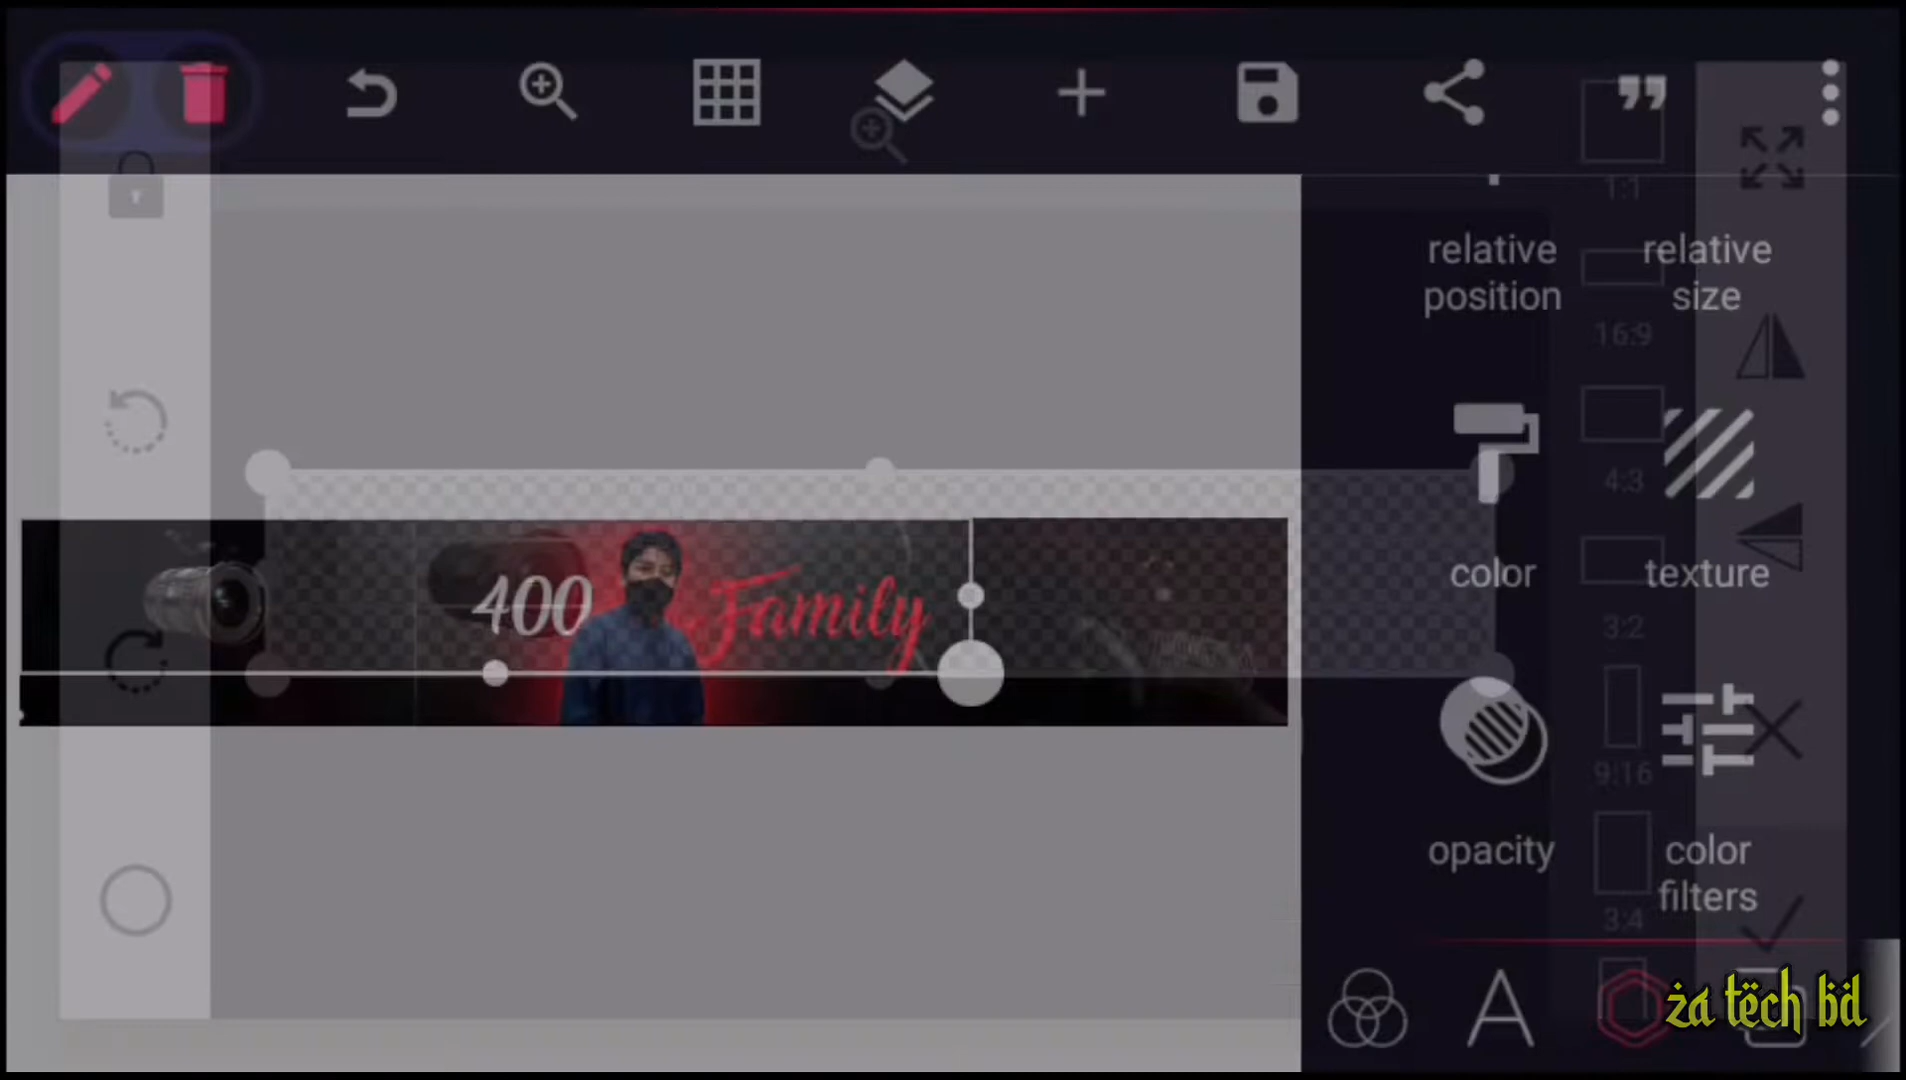 1:1
relative
position
relative
size
16:9
4:3
400
Family
color
texture
3:2
9:16
opacity
color
filters
3:4
A
ża tëch bd